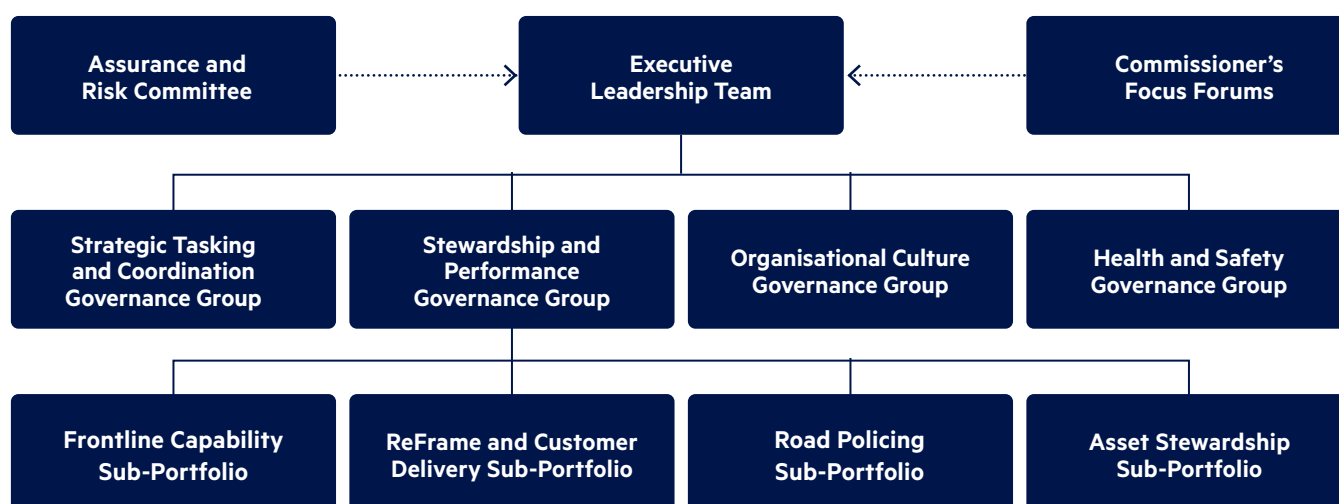 Assurance and
Risk Committee
Executive
Leadership Team
Commissioner’s
Focus Forums
Strategic Tasking
and Coordination
Governance Group
Stewardship and
Performance
Governance Group
Organisational Culture
Governance Group
Health and Safety
Governance Group
Frontline Capability
Sub-Portfolio
ReFrame and Customer
Delivery Sub-Portfolio
Road Policing
Sub-Portfolio
Asset Stewardship
Sub-Portfolio